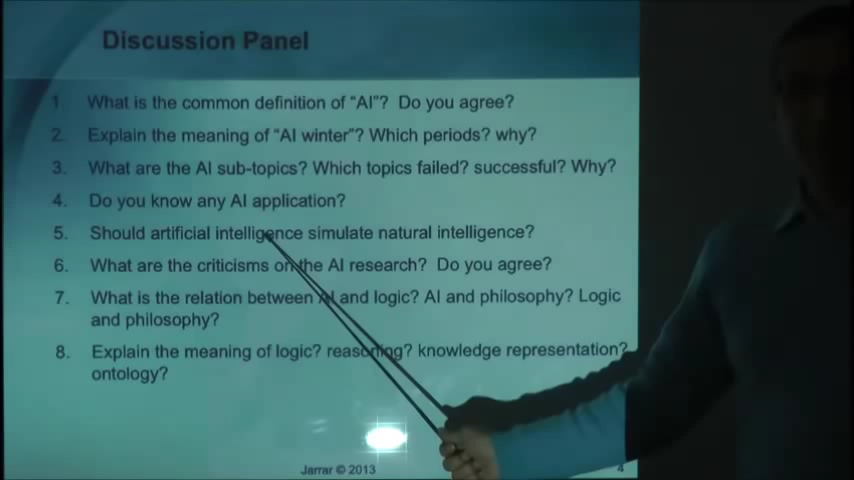 Discussion Panel
1. What is the common definition of “AI”? Do you agree?
2. Explain the meaning of “AI winter”? Which periods? why?
3. What are the AI sub-topics? Which topics failed? successful? Why?
4. Do you know any AI application?
5. Should artificial intelligence simulate natural intelligence?
6. What are the criticisms on the AI research? Do you agree?
7. What is the relation between AI and logic? AI and philosophy? Logic
and philosophy?
8. Explain the meaning of logic? reasoning? knowledge representation?
ontology?
Jarrar © 2013
4